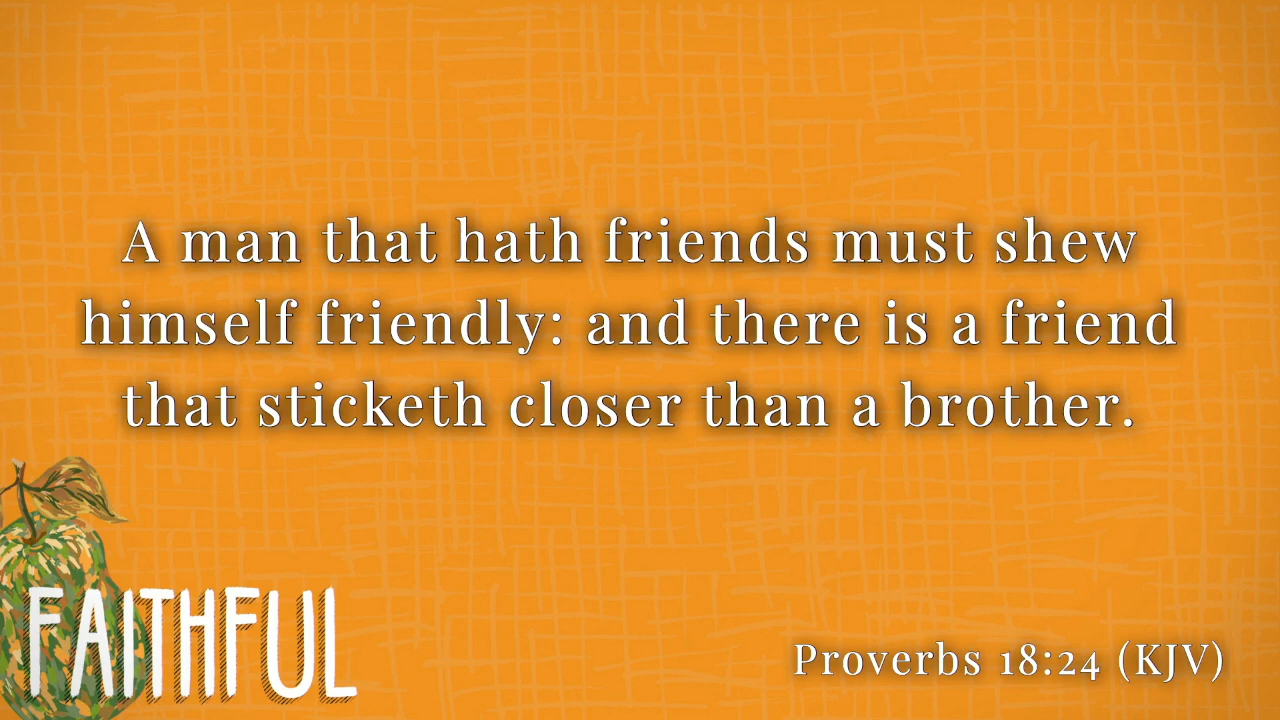 A man that hath friends must shew
himself friendly: and there is a friend
that sticketh closer than a brother.
FAITHFUL
Proverbs 18:24 (KJV)